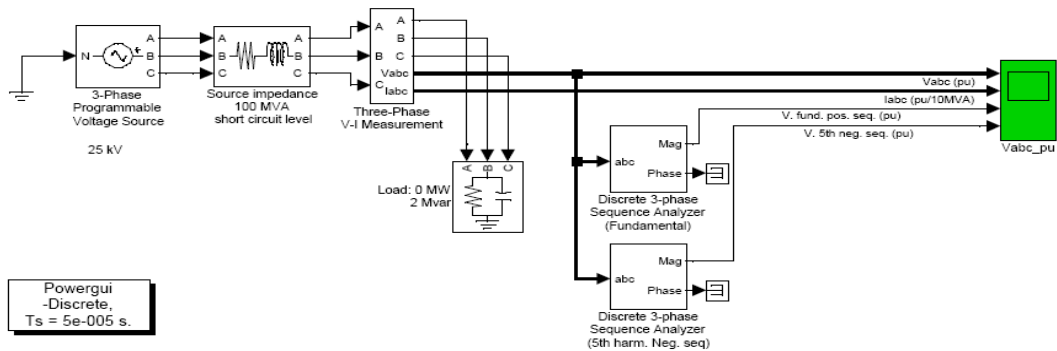 N
A
B
C
3-Phase
Programmable
Voltage Source
25 kV
A
B
C
A
B
C
Source impedance
100 MVA
short circuit level
A
B
C
A
B
C
Vabc
Iabc
Three-Phase
V-I Measurement
A
B
C
Load: 0 MW
2 Mvar
abc
Mag
Phase
Discrete 3-phase
Sequence Analyzer
(Fundamental)
abc
Mag
Phase
Discrete 3-phase
Sequence Analyzer
(5th harm. Neg. seq)
Vabc (pu)
Iabc (pu/10MVA)
V. fund. pos. seq. (pu)
V. 5th neg. seq. (pu)
Vabc_pu
Powergui
-Discrete,
Ts = 5e-005 s.